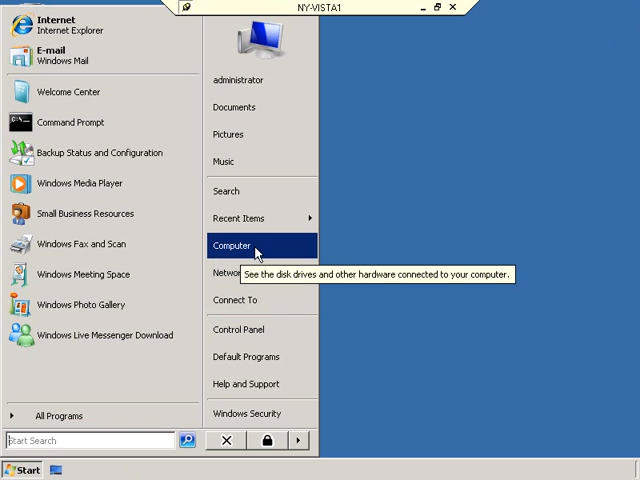 NY-VISTA1
Internet
Internet Explorer
E-mail
Windows Mail
Welcome Center
Command Prompt
Backup Status and Configuration
Windows Media Player
Small Business Resources
Windows Fax and Scan
Windows Meeting Space
Windows Photo Gallery
Windows Live Messenger Download
All Programs
Start Search
administrator
Documents
Pictures
Music
Search
Recent Items
Computer
See the disk drives and other hardware connected to your computer.
Networ
Connect To
Control Panel
Default Programs
Help and Support
Windows Security
Start